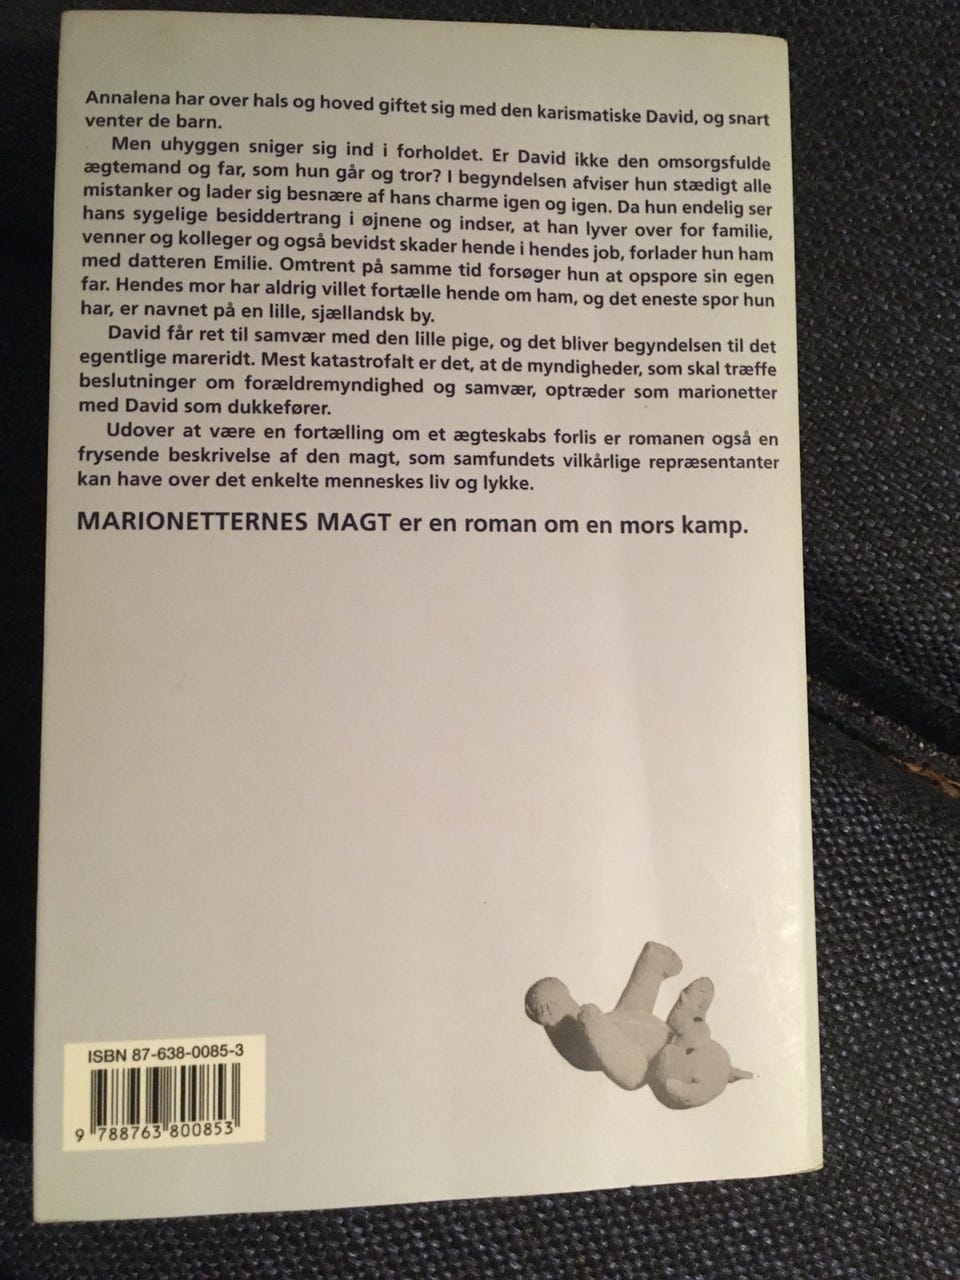 Annalena har over hals og hoved giftet sig med den karismatiske David, og snart
venter de barn.
Men uhyggen sniger sig ind i forholdet. Er David ikke den omsorgsfulde
ægtemand og far, som hun går og tror? I begyndelsen afviser hun stædigt alle
mistanker og lader sig besnære af hans charme igen og igen. Da hun endelig ser
hans sygelige besiddertrang i øjnene og indser, at han lyver over for familie,
venner og kolleger og også bevidst skader hende i hendes job, forlader hun ham
med datteren Emilie. Omtrent på samme tid forsøger hun at opspore sin egen
far. Hendes mor har aldrig villet fortælle hende om ham, og det eneste spor hun
har, er navnet på en lille, sjællandsk by.
David får ret til samvær med den lille pige, og det bliver begyndelsen til det
egentlige mareridt. Mest katastrofalt er det, at de myndigheder, som skal træffe
beslutninger om forældremyndighed og samvær, optræder som marionetter
med David som dukkefører.
Udover at være en fortælling om et ægteskabs forlis er romanen også en
frysende beskrivelse af den magt, som samfundets vilkårlige repræsentanter
kan have over det enkelte menneskes liv og lykke.
MARIONETTERNES MAGT er en roman om en mors kamp.
ISBN 87-638-0085-3
9 788763 800853